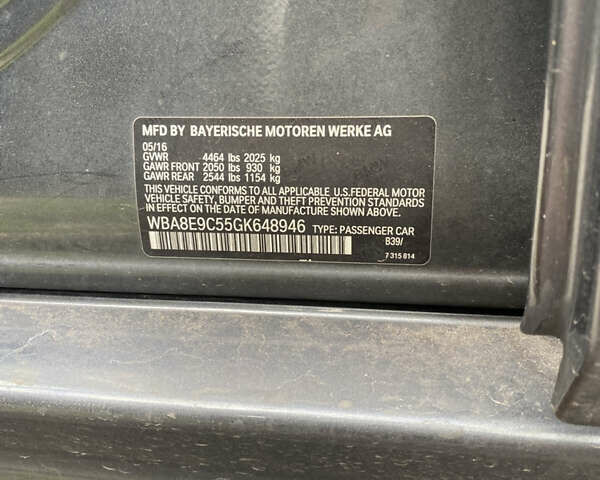 MFD BY BAYERISCHE MOTOREN WERKE AG
05/16
GVWR 4464 lbs 2025 kg
GAWR FRONT 2050 lbs 930 kg
GAWR REAR 2544 lbs 1154 kg
THIS VEHICLE CONFORMS TO ALL APPLICABLE U.S.FEDERAL MOTOR
VEHICLE SAFETY, BUMPER, AND THEFT PREVENTION STANDARDS
IN EFFECT ON THE DATE OF MANUFACTURE SHOWN ABOVE.
WBA8E9C55GK648946 TYPE: PASSENGER CAR
B39/
7 315 814